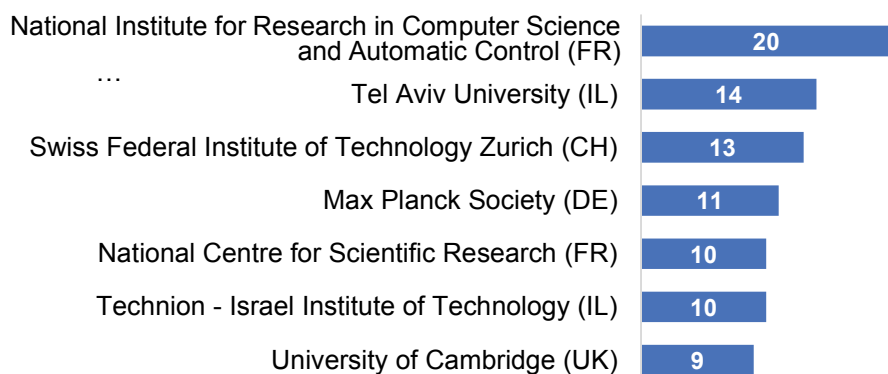 National Institute for Research in Computer Science
and Automatic Control (FR)
20
…
Tel Aviv University (IL)
14
Swiss Federal Institute of Technology Zurich (CH)
13
Max Planck Society (DE)
11
National Centre for Scientific Research (FR)
10
Technion - Israel Institute of Technology (IL)
10
University of Cambridge (UK)
9